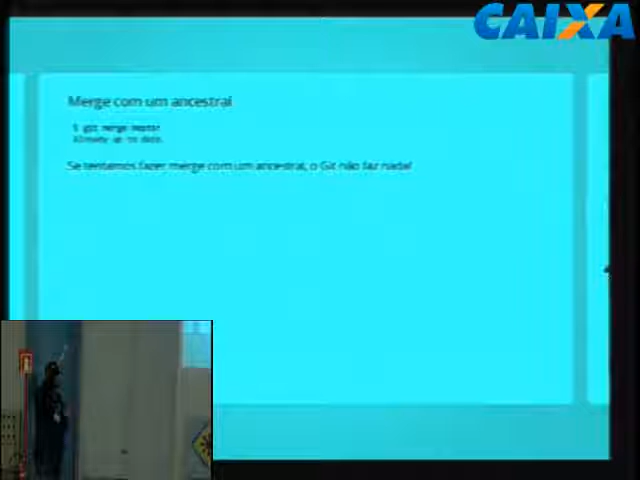 CAIXA
Merge com um ancestral
$ git merge master
Already up to date.
Se tentamos fazer merge com um ancestral, o Git não faz nada!